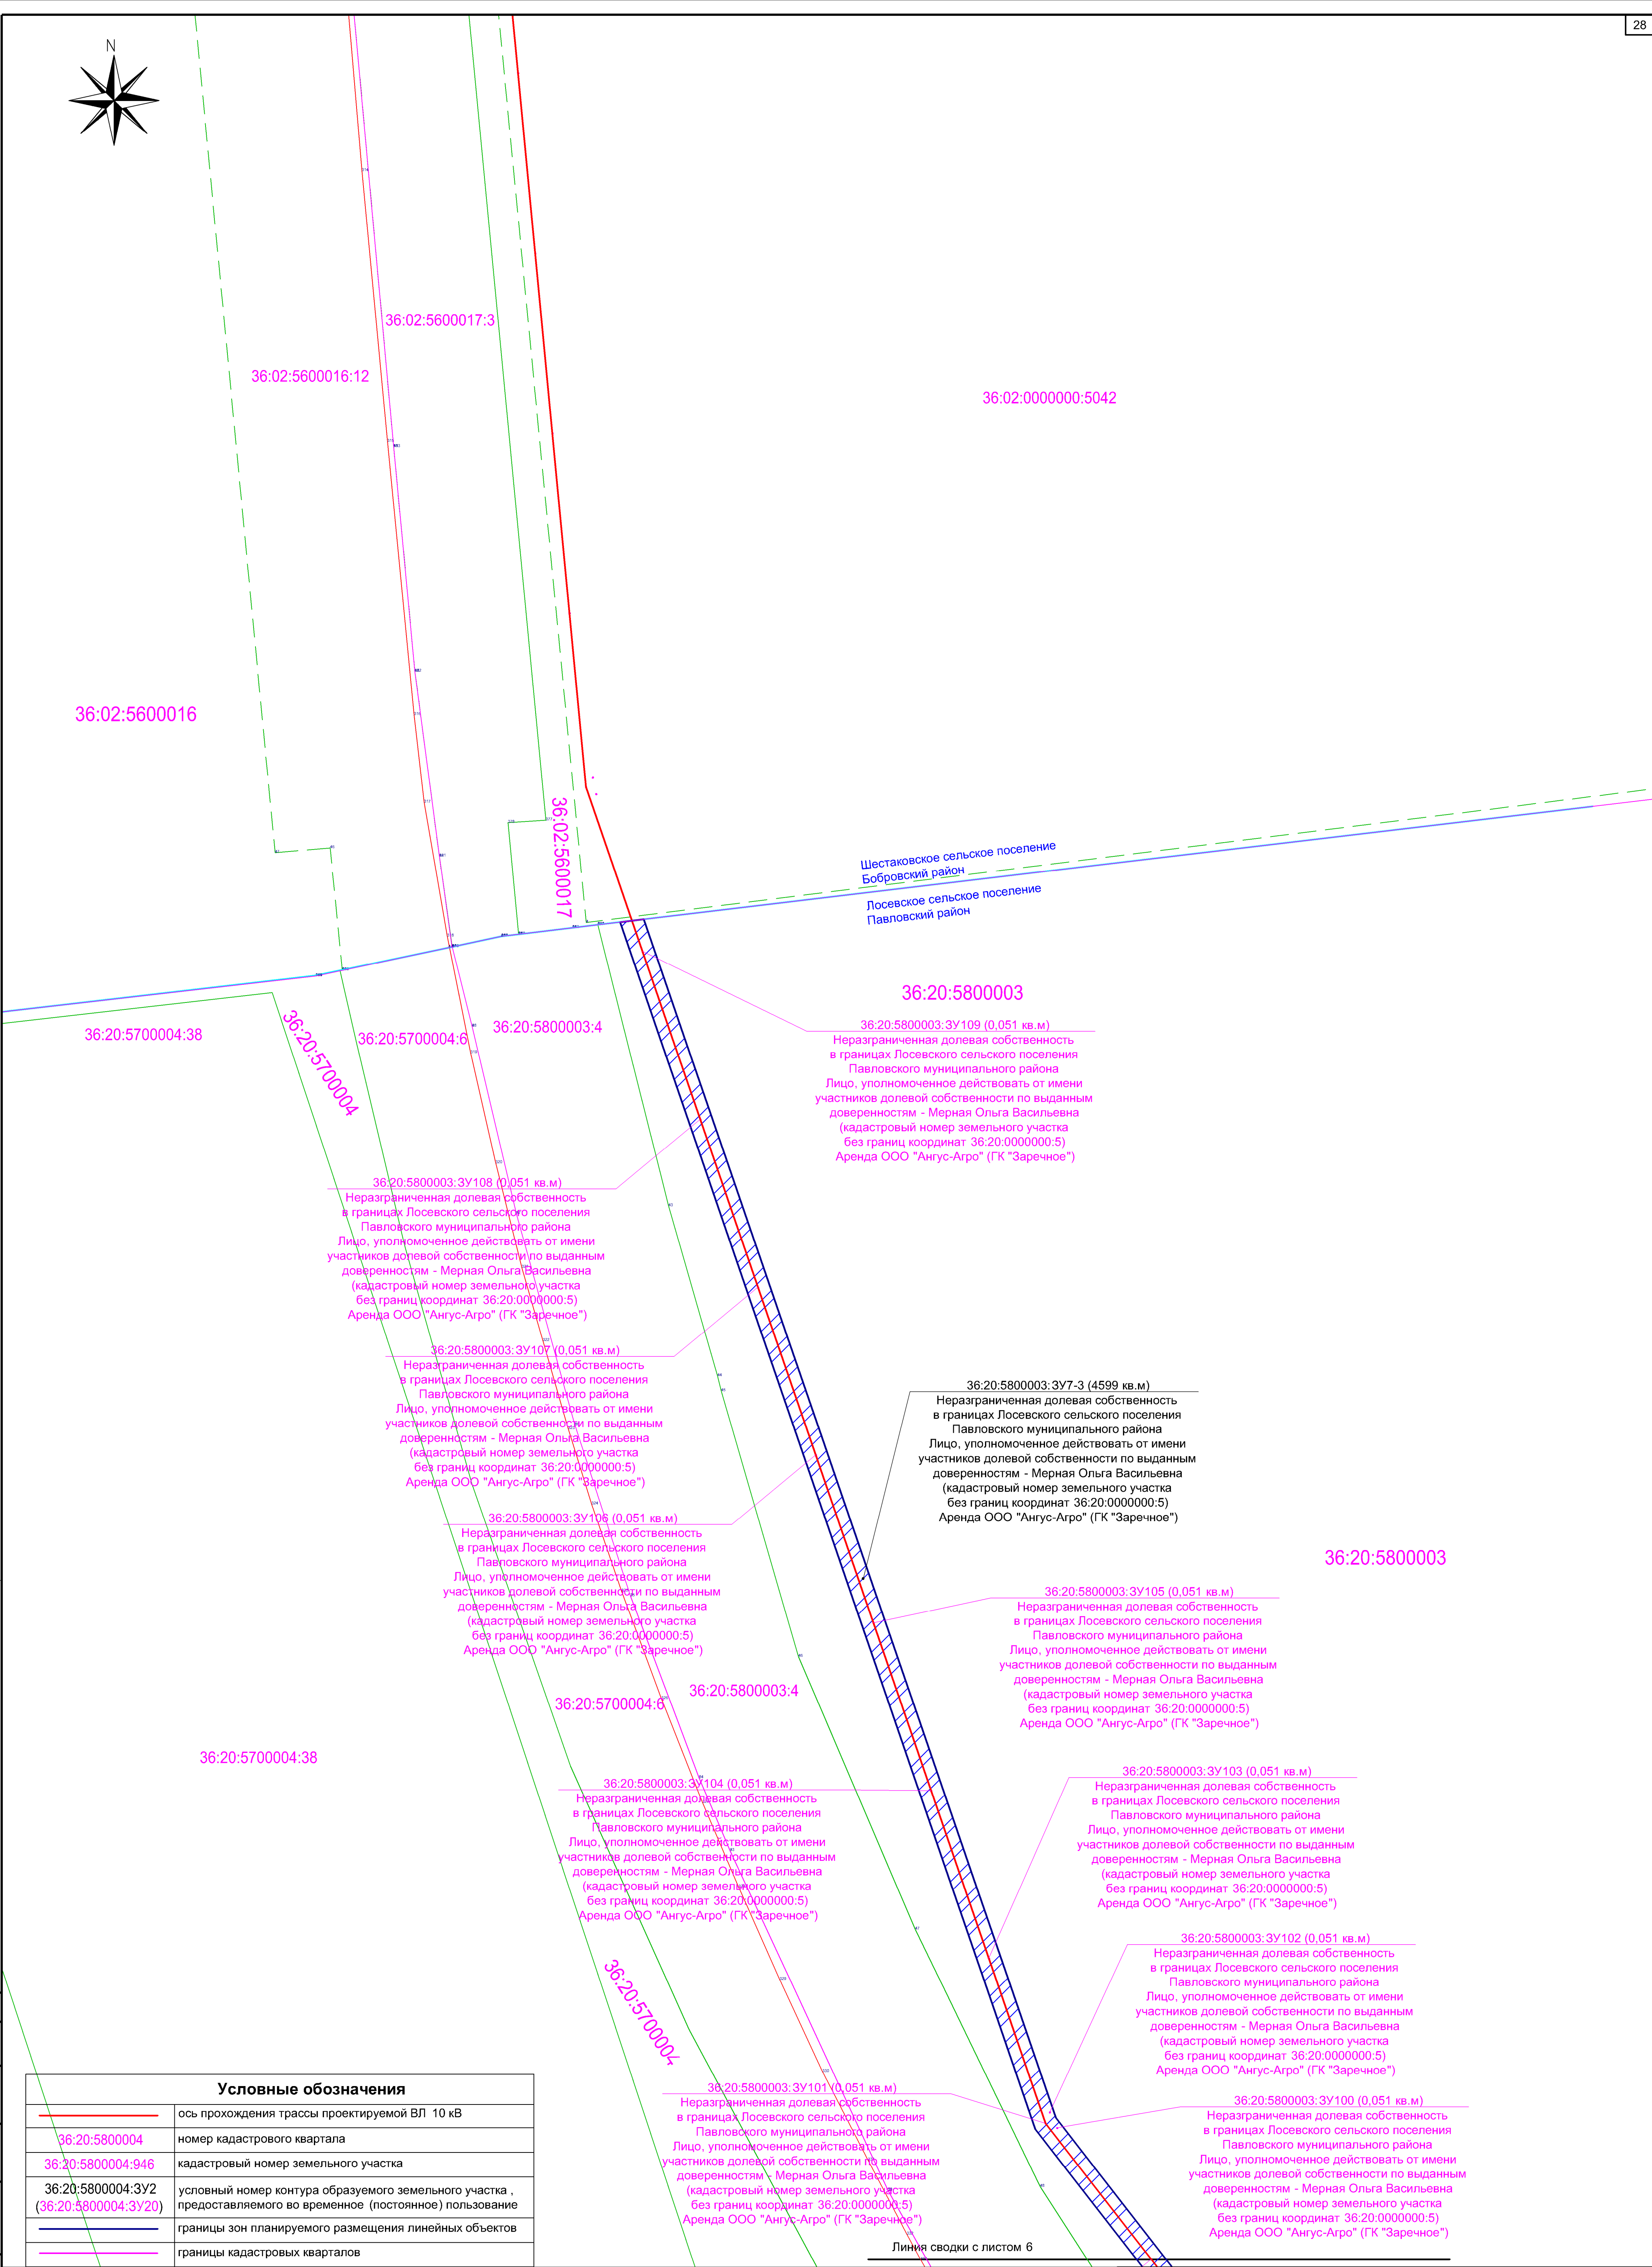 28
N
36:02:5600017:3
36:02:5600016:12
36:02:0000000:5042
36:02:5600016
36:02:5600017
Шестаковское сельское поселение
Бобровский район
Лосевское сельское поселение
Павловский район
36:20:5800003
36:20:5700004:38
36:20:5700004
36:20:5700004:6
36:20:5800003:4
36:20:5800003:ЗУ109 (0,051 кв.м)
Неразграниченная долевая собственность
в границах Лосевского сельского поселения
Павловского муниципального района
Лицо, уполномоченное действовать от имени
участников долевой собственности по выданным
доверенностям - Мерная Ольга Васильевна
(кадастровый номер земельного участка
без границ координат 36:20:0000000:5)
Аренда ООО "Ангус-Агро" (ГК "Заречное")
36:20:5800003:ЗУ108 (0,051 кв.м)
Неразграниченная долевая собственность
в границах Лосевского сельского поселения
Павловского муниципального района
Лицо, уполномоченное действовать от имени
участников долевой собственности по выданным
доверенностям - Мерная Ольга Васильевна
(кадастровый номер земельного участка
без границ координат 36:20:0000000:5)
Аренда ООО "Ангус-Агро" (ГК "Заречное")
36:20:5800003:ЗУ107 (0,051 кв.м)
Неразграниченная долевая собственность
в границах Лосевского сельского поселения
Павловского муниципального района
Лицо, уполномоченное действовать от имени
участников долевой собственности по выданным
доверенностям - Мерная Ольга Васильевна
(кадастровый номер земельного участка
без границ координат 36:20:0000000:5)
Аренда ООО "Ангус-Агро" (ГК "Заречное")
36:20:5800003:ЗУ7-3 (4599 кв.м)
Неразграниченная долевая собственность
в границах Лосевского сельского поселения
Павловского муниципального района
Лицо, уполномоченное действовать от имени
участников долевой собственности по выданным
доверенностям - Мерная Ольга Васильевна
(кадастровый номер земельного участка
без границ координат 36:20:0000000:5)
Аренда ООО "Ангус-Агро" (ГК "Заречное")
36:20:5800003:ЗУ106 (0,051 кв.м)
Неразграниченная долевая собственность
в границах Лосевского сельского поселения
Павловского муниципального района
Лицо, уполномоченное действовать от имени
участников долевой собственности по выданным
доверенностям - Мерная Ольга Васильевна
(кадастровый номер земельного участка
без границ координат 36:20:0000000:5)
Аренда ООО "Ангус-Агро" (ГК "Заречное")
36:20:5800003
36:20:5800003:ЗУ105 (0,051 кв.м)
Неразграниченная долевая собственность
в границах Лосевского сельского поселения
Павловского муниципального района
Лицо, уполномоченное действовать от имени
участников долевой собственности по выданным
доверенностям - Мерная Ольга Васильевна
(кадастровый номер земельного участка
без границ координат 36:20:0000000:5)
Аренда ООО "Ангус-Агро" (ГК "Заречное")
36:20:5700004:6
36:20:5800003:4
36:20:5700004:38
36:20:5800003:ЗУ104 (0,051 кв.м)
Неразграниченная долевая собственность
в границах Лосевского сельского поселения
Павловского муниципального района
Лицо, уполномоченное действовать от имени
участников долевой собственности по выданным
доверенностям - Мерная Ольга Васильевна
(кадастровый номер земельного участка
без границ координат 36:20:0000000:5)
Аренда ООО "Ангус-Агро" (ГК "Заречное")
36:20:5800003:ЗУ103 (0,051 кв.м)
Неразграниченная долевая собственность
в границах Лосевского сельского поселения
Павловского муниципального района
Лицо, уполномоченное действовать от имени
участников долевой собственности по выданным
доверенностям - Мерная Ольга Васильевна
(кадастровый номер земельного участка
без границ координат 36:20:0000000:5)
Аренда ООО "Ангус-Агро" (ГК "Заречное")
36:20:5800003:ЗУ102 (0,051 кв.м)
Неразграниченная долевая собственность
в границах Лосевского сельского поселения
Павловского муниципального района
Лицо, уполномоченное действовать от имени
участников долевой собственности по выданным
доверенностям - Мерная Ольга Васильевна
(кадастровый номер земельного участка
без границ координат 36:20:0000000:5)
Аренда ООО "Ангус-Агро" (ГК "Заречное")
36:20:5700004
36:20:5800003:ЗУ101 (0,051 кв.м)
Неразграниченная долевая собственность
в границах Лосевского сельского поселения
Павловского муниципального района
Лицо, уполномоченное действовать от имени
участников долевой собственности по выданным
доверенностям - Мерная Ольга Васильевна
(кадастровый номер земельного участка
без границ координат 36:20:0000000:5)
Аренда ООО "Ангус-Агро" (ГК "Заречное")
36:20:5800003:ЗУ100 (0,051 кв.м)
Неразграниченная долевая собственность
в границах Лосевского сельского поселения
Павловского муниципального района
Лицо, уполномоченное действовать от имени
участников долевой собственности по выданным
доверенностям - Мерная Ольга Васильевна
(кадастровый номер земельного участка
без границ координат 36:20:0000000:5)
Аренда ООО "Ангус-Агро" (ГК "Заречное")
Линия сводки с листом 6
Условные обозначения
ось прохождения трассы проектируемой ВЛ 10 кВ
36:20:5800004 номер кадастрового квартала
36:20:5800004:946 кадастровый номер земельного участка
36:20:5800004:ЗУ2 условный номер контура образуемого земельного участка ,
(36:20:5800004:ЗУ20) предоставляемого во временное (постоянное) пользование
границы зон планируемого размещения линейных объектов
границы кадастровых кварталов